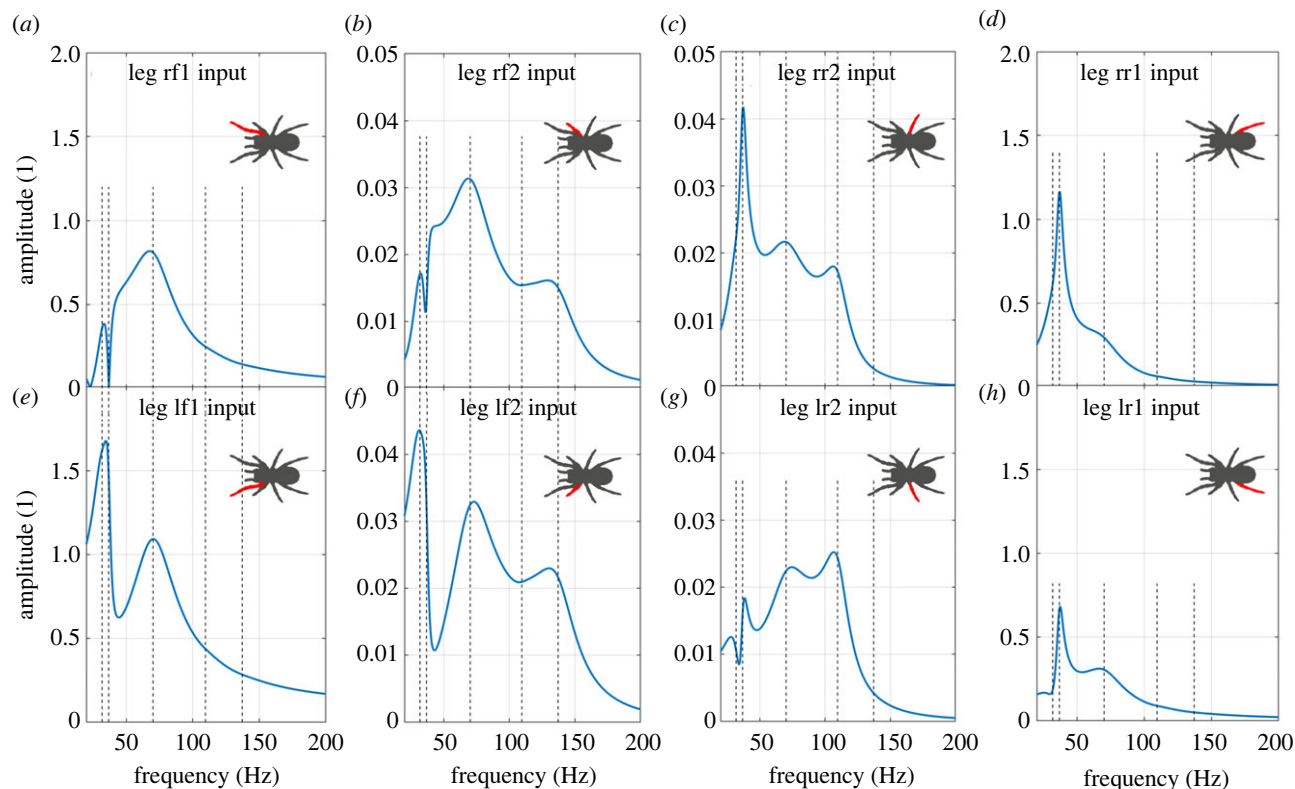 (a) (b) (c) (d)
2.0 0.05 0.05 2.0
leg rf1 input leg rf2 input leg rr2 input leg rr1 input
1.5 0.04 0.04 1.5
amplitude (1)
1.0 0.03 0.03 1.0
0.02 0.02
0.5 0.01 0.01 0.5
0 0 0 0
(e) (f) (g) (h)
leg lf1 input leg lf2 input leg lr2 input leg lr1 input
1.5 0.04 0.04 1.5
amplitude (1)
1.0 0.03 0.03 1.0
0.02 0.02
0.5 0.01 0.01 0.5
0 0 0 0
50 100 150 200 50 100 150 200 50 100 150 200 50 100 150 200
frequency (Hz) frequency (Hz) frequency (Hz) frequency (Hz)